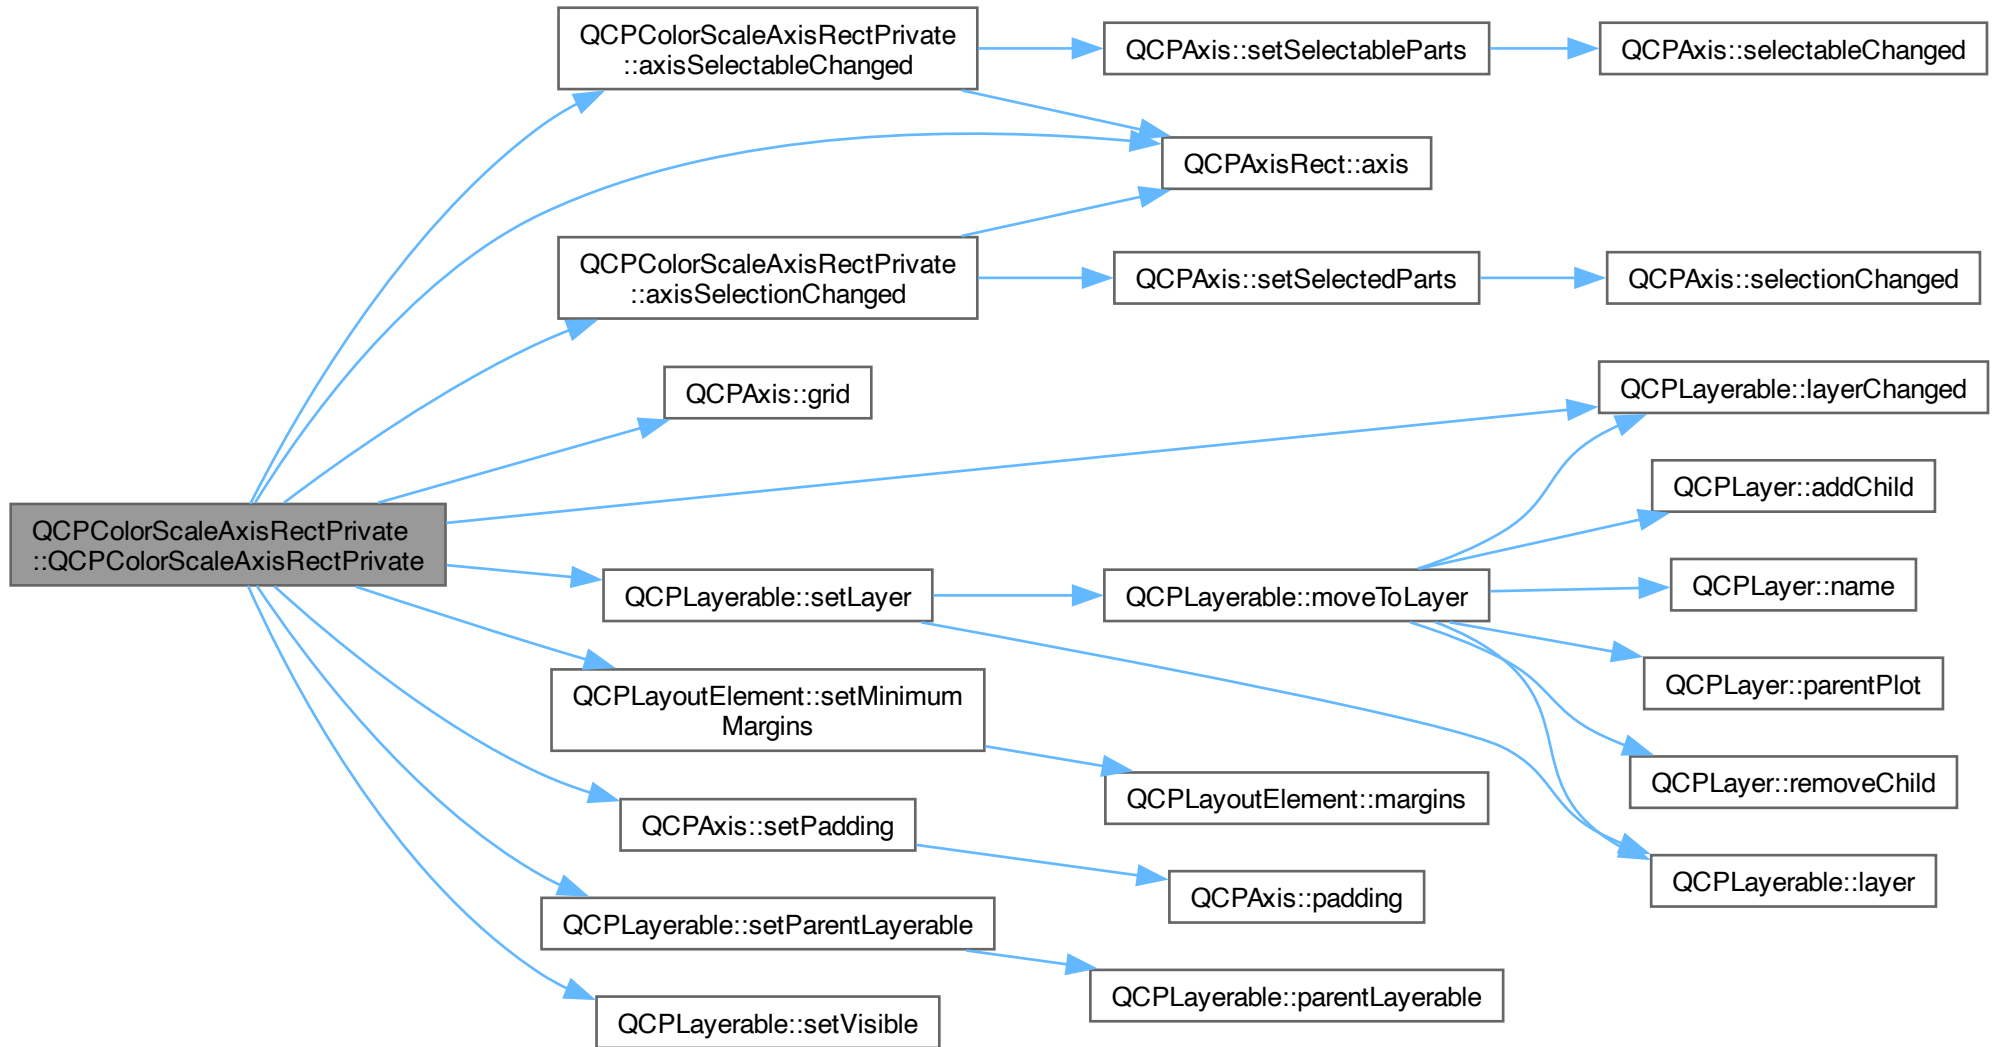 QCPColorScaleAxisRectPrivate
::QCPColorScaleAxisRectPrivate
QCPColorScaleAxisRectPrivate
::axisSelectableChanged
QCPAxis::setSelectableParts
QCPAxis::selectableChanged
QCPAxisRect::axis
QCPColorScaleAxisRectPrivate
::axisSelectionChanged
QCPAxis::setSelectedParts
QCPAxis::selectionChanged
QCPAxis::grid
QCPLayerable::layerChanged
QCPLayerable::setLayer
QCPLayerable::moveToLayer
QCPLayer::addChild
QCPLayer::name
QCPLayer::parentPlot
QCPLayer::removeChild
QCPLayerable::layer
QCPLayoutElement::setMinimum
Margins
QCPLayoutElement::margins
QCPAxis::setPadding
QCPAxis::padding
QCPLayerable::setParentLayerable
QCPLayerable::parentLayerable
QCPLayerable::setVisible